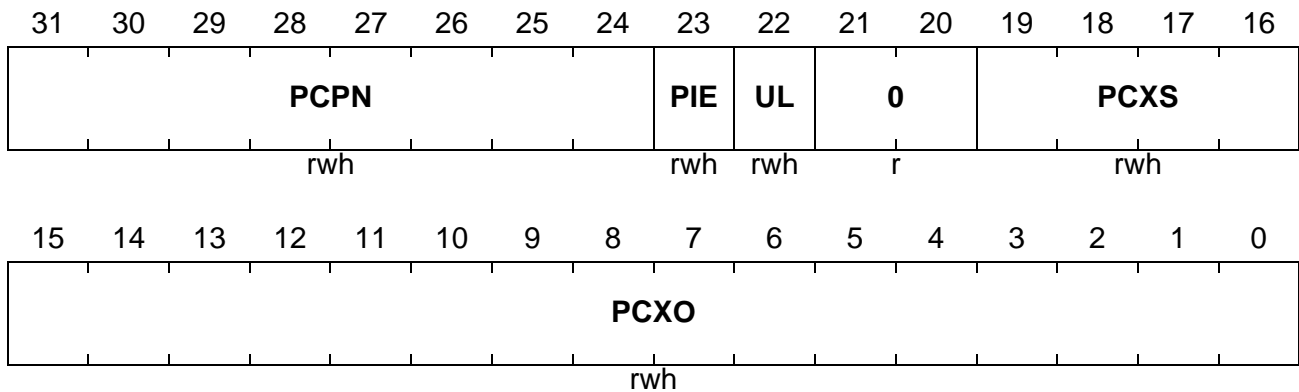 31 30 29 28 27 26 25 24 23 22 21 20 19 18 17 16
PCPN PIE UL 0 PCXS
rwh rwh rwh r rwh
15 14 13 12 11 10 9 8 7 6 5 4 3 2 1 0
PCXO
rwh